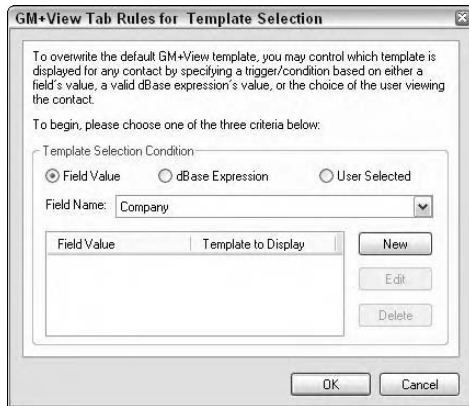 GM+View Tab Rules for Template Selection
To overwrite the default GM+View template, you may control which template is
displayed for any contact by specifying a trigger/condition based on either a
field's value, a valid dBase expression's value, or the choice of the user viewing
the contact.
To begin, please choose one of the three criteria below:
Template Selection Condition
Field Value dBase Expression User Selected
Field Name: Company
Field Value Template to Display New
Edit
Delete
OK Cancel